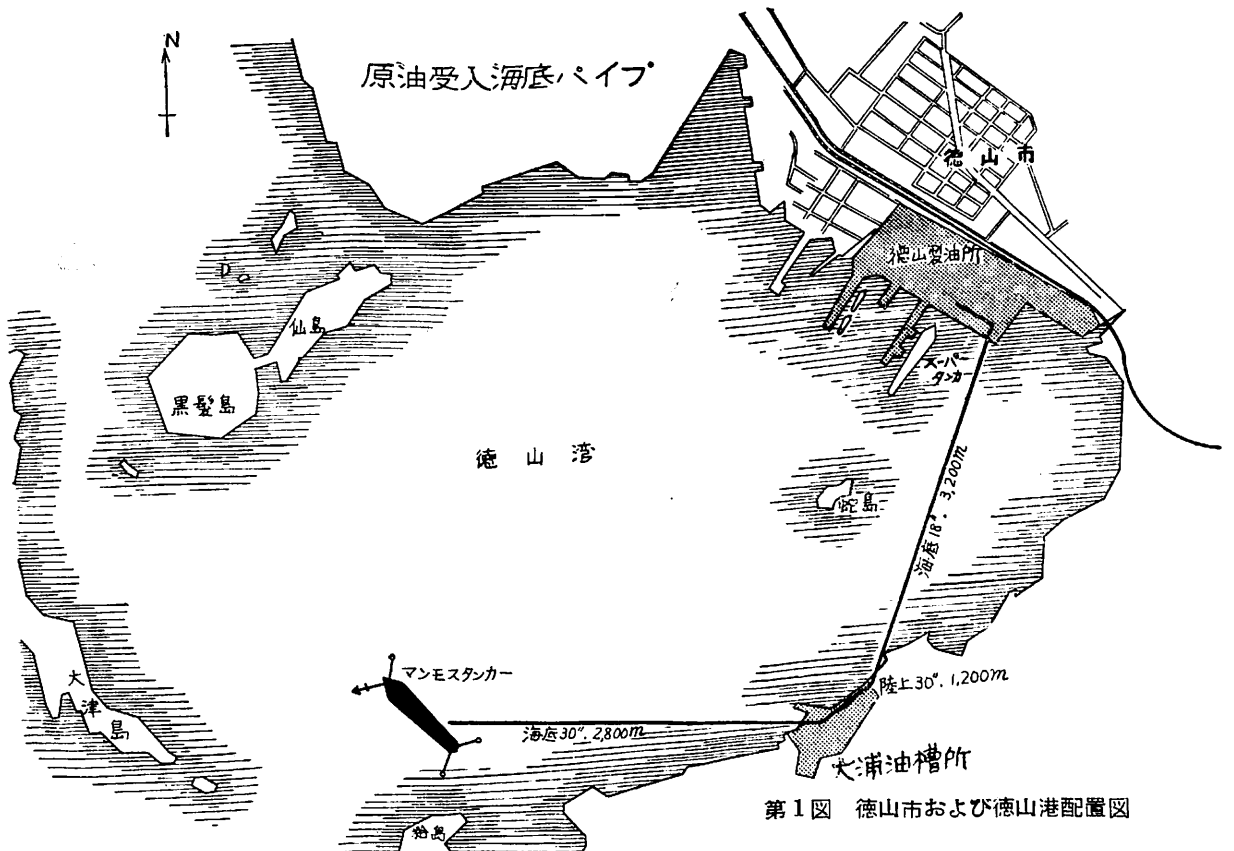 N
原油受入海底パイプ
徳山市
徳山製油所
仙島
スーパー
タンカー
黒髪島
徳山湾
蛇島
海底18". 3,200m
大津島
マンモスタンカー
陸上30". 1,200m
海底30". 2,800m
大浦油槽所
第1図 徳山市および徳山港配置図